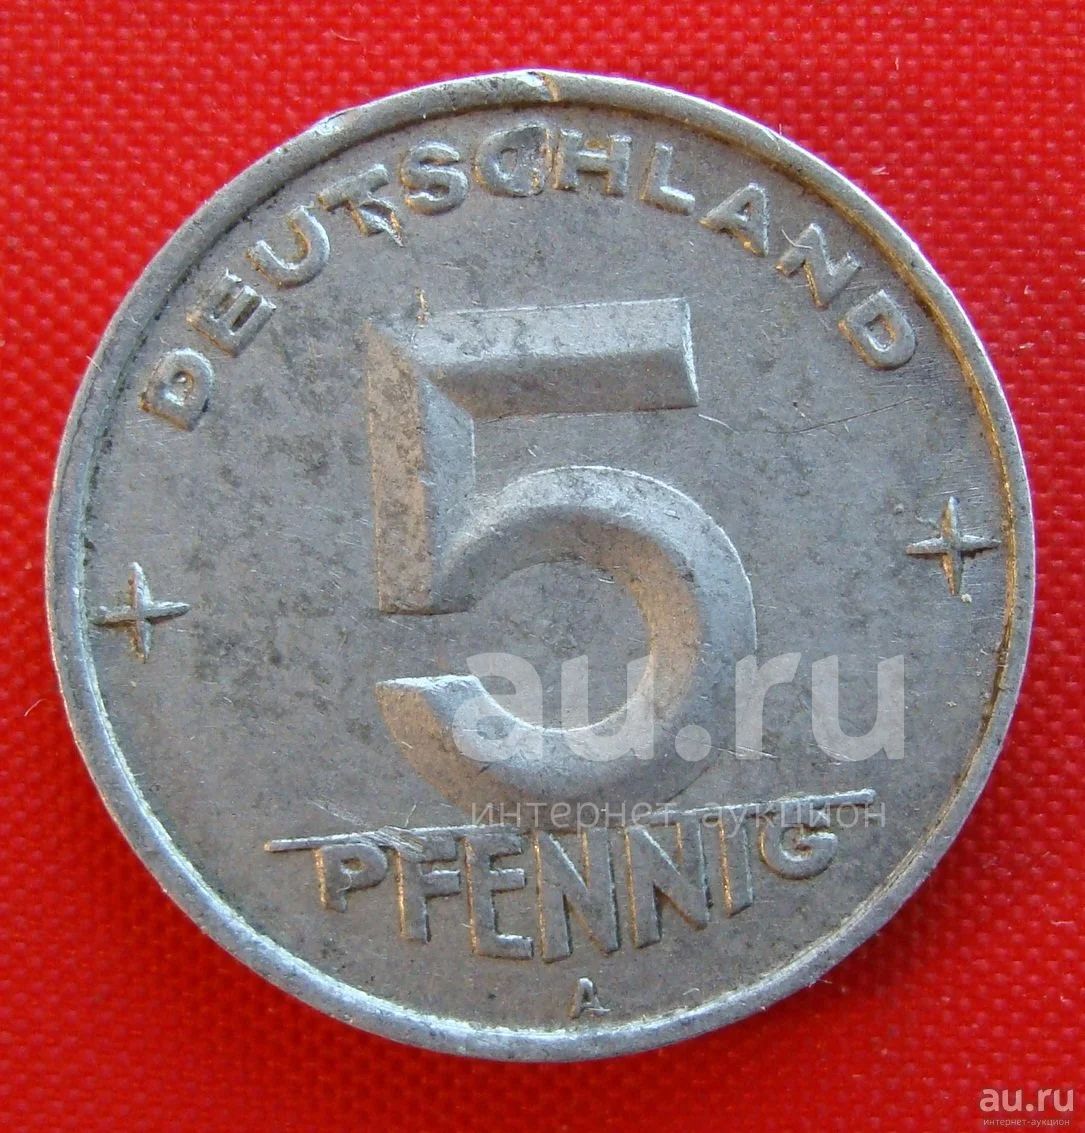 DEUTSCHLAND
5
PFENNIG
A
au.ru
интернет-аукцион
au.ru
интернет-аукцион